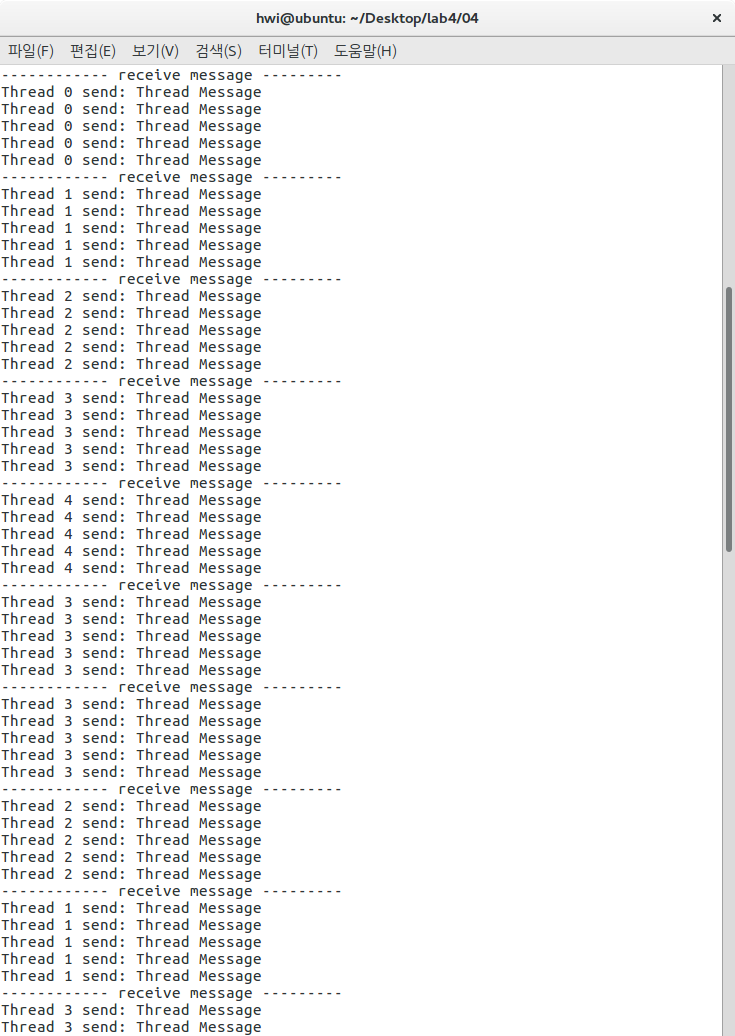 hwi@ubuntu: ~/Desktop/lab4/04
파일(F) 편집(E) 보기(V) 검색(S) 터미널(T) 도움말(H)
------------ receive message ---------
Thread 0 send: Thread Message
Thread 0 send: Thread Message
Thread 0 send: Thread Message
Thread 0 send: Thread Message
Thread 0 send: Thread Message
------------ receive message ---------
Thread 1 send: Thread Message
Thread 1 send: Thread Message
Thread 1 send: Thread Message
Thread 1 send: Thread Message
Thread 1 send: Thread Message
------------ receive message ---------
Thread 2 send: Thread Message
Thread 2 send: Thread Message
Thread 2 send: Thread Message
Thread 2 send: Thread Message
Thread 2 send: Thread Message
------------ receive message ---------
Thread 3 send: Thread Message
Thread 3 send: Thread Message
Thread 3 send: Thread Message
Thread 3 send: Thread Message
Thread 3 send: Thread Message
------------ receive message ---------
Thread 4 send: Thread Message
Thread 4 send: Thread Message
Thread 4 send: Thread Message
Thread 4 send: Thread Message
Thread 4 send: Thread Message
------------ receive message ---------
Thread 3 send: Thread Message
Thread 3 send: Thread Message
Thread 3 send: Thread Message
Thread 3 send: Thread Message
Thread 3 send: Thread Message
------------ receive message ---------
Thread 3 send: Thread Message
Thread 3 send: Thread Message
Thread 3 send: Thread Message
Thread 3 send: Thread Message
Thread 3 send: Thread Message
------------ receive message ---------
Thread 2 send: Thread Message
Thread 2 send: Thread Message
Thread 2 send: Thread Message
Thread 2 send: Thread Message
Thread 2 send: Thread Message
------------ receive message ---------
Thread 1 send: Thread Message
Thread 1 send: Thread Message
Thread 1 send: Thread Message
Thread 1 send: Thread Message
Thread 1 send: Thread Message
------------ receive message ---------
Thread 3 send: Thread Message
Thread 3 send: Thread Message